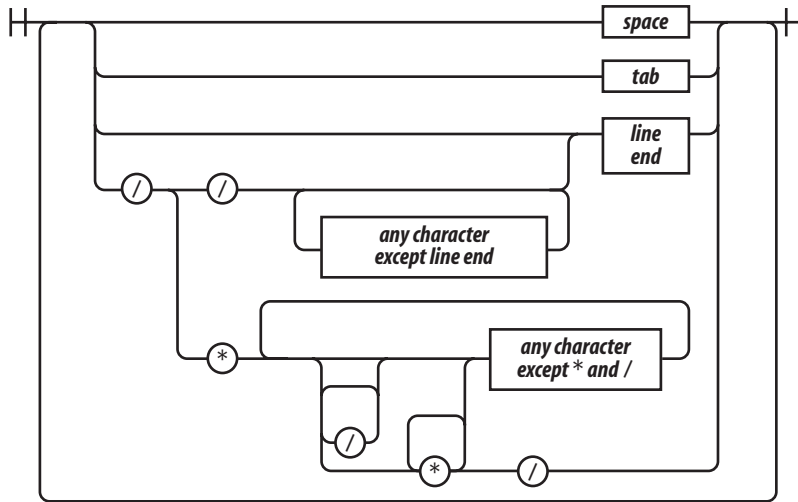 space
tab
line
end
/ /
any character
except line end
*
any character
except * and /
/
* /